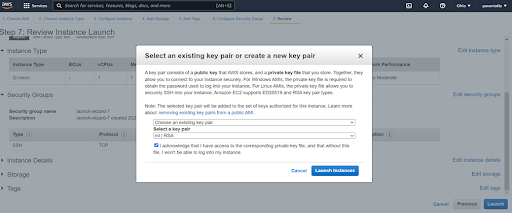 aws
Services
Search for services, features, blogs, docs, and more
[Alt+S]
Ohio
1. Choose AMI
2. Choose Instance Type
3. Configure Instance
4. Add Storage
5. Add Tags
6. Configure Security Group
7. Review
Step 7: Review Instance Launch
Instance Type
Edit instance type
Instance Type
ECUs
vCPUs
Performance
t2.micro
-
1
to Moderate
Security Groups
Edit security groups
Security group name
launch-wizard-7
Description
launch-wizard-7 created 202
Type
Protocol
SSH
TCP
Instance Details
Edit instance details
Storage
Edit storage
Tags
Edit tags
Cancel
Previous
Launch
Select an existing key pair or create a new key pair
A key pair consists of a public key that AWS stores, and a private key file that you store. Together, they
allow you to connect to your instance securely. For Windows AMIs, the private key file is required to
obtain the password used to log into your instance. For Linux AMIs, the private key file allows you to
securely SSH into your instance. Amazon EC2 supports ED25519 and RSA key pair types.
Note: The selected key pair will be added to the set of keys authorized for this instance. Learn more
about removing existing key pairs from a public AMI.
Choose an existing key pair
Select a key pair
| RSA
I acknowledge that I have access to the corresponding private key file, and that without this
file, I won't be able to log into my instance.
Cancel
Launch Instances